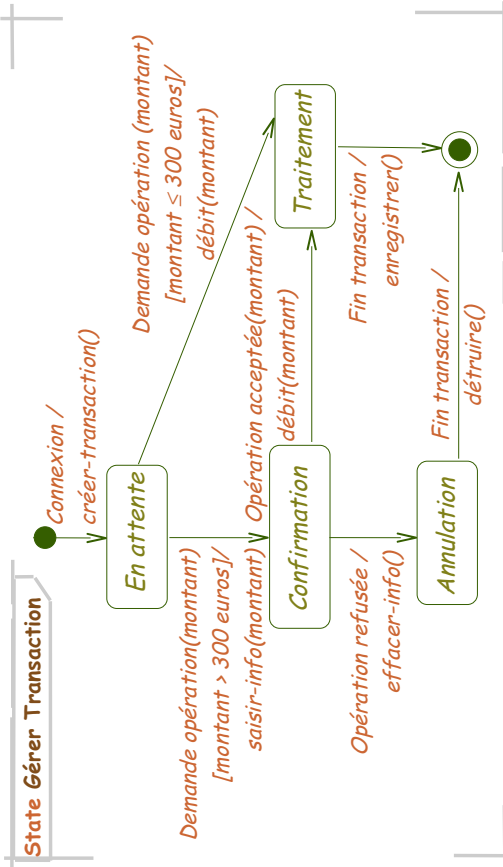 State Gérer Transaction
Connexion /
créer-transaction()
En attente
Demande opération (montant)
[montant ≤ 300 euros]/
débit(montant)
Demande opération(montant)
[montant > 300 euros]/
saisir-info(montant)
Confirmation
Opération acceptée(montant) /
débit(montant)
Traitement
Opération refusée /
effacer-info()
Annulation
Fin transaction /
enregistrer()
Fin transaction /
détruire()